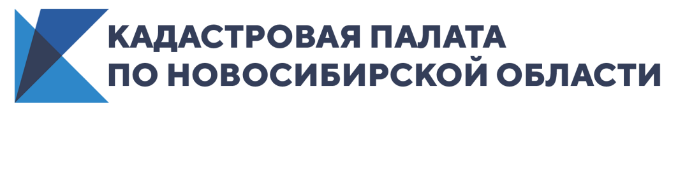 КАДАСТРОВАЯ ПАЛАТА
ПО НОВОСИБИРСКОЙ ОБЛАСТИ